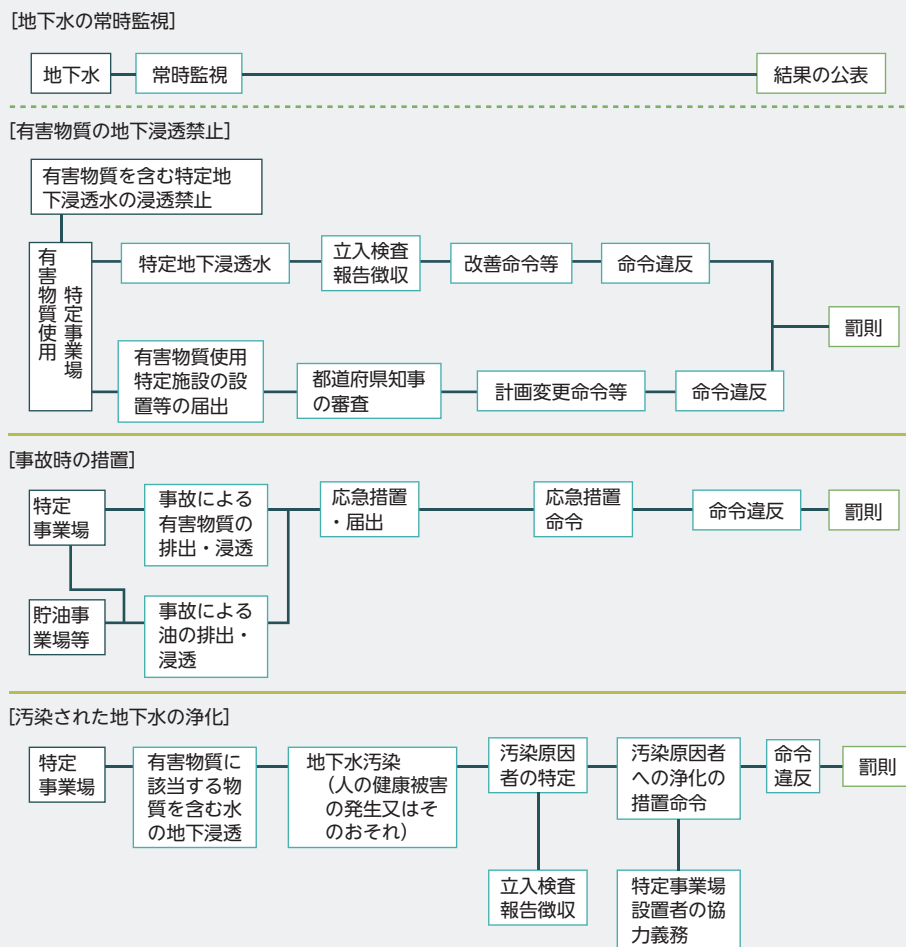 [地下水の常時監視]
地下水
常時監視
結果の公表
[有害物質の地下浸透禁止]
有害物質を含む特定地
下浸透水の浸透禁止
有害物質使用
特定事業場
特定地下浸透水
立入検査
報告徴収
改善命令等
命令違反
罰則
有害物質使用
特定施設の設
置等の届出
都道府県知事
の審査
計画変更命令等
命令違反
[事故時の措置]
特定
事業場
事故による
有害物質の
排出・浸透
応急措置
・届出
応急措置
命令
命令違反
罰則
貯油事
業場等
事故による
油の排出・
浸透
[汚染された地下水の浄化]
特定
事業場
有害物質に
該当する物
質を含む水
の地下浸透
地下水汚染
（人の健康被害
の発生又はそ
のおそれ）
汚染原因
者の特定
汚染原因者
への浄化の
措置命令
命令
違反
罰則
立入検査
報告徴収
特定事業場
設置者の協
力義務